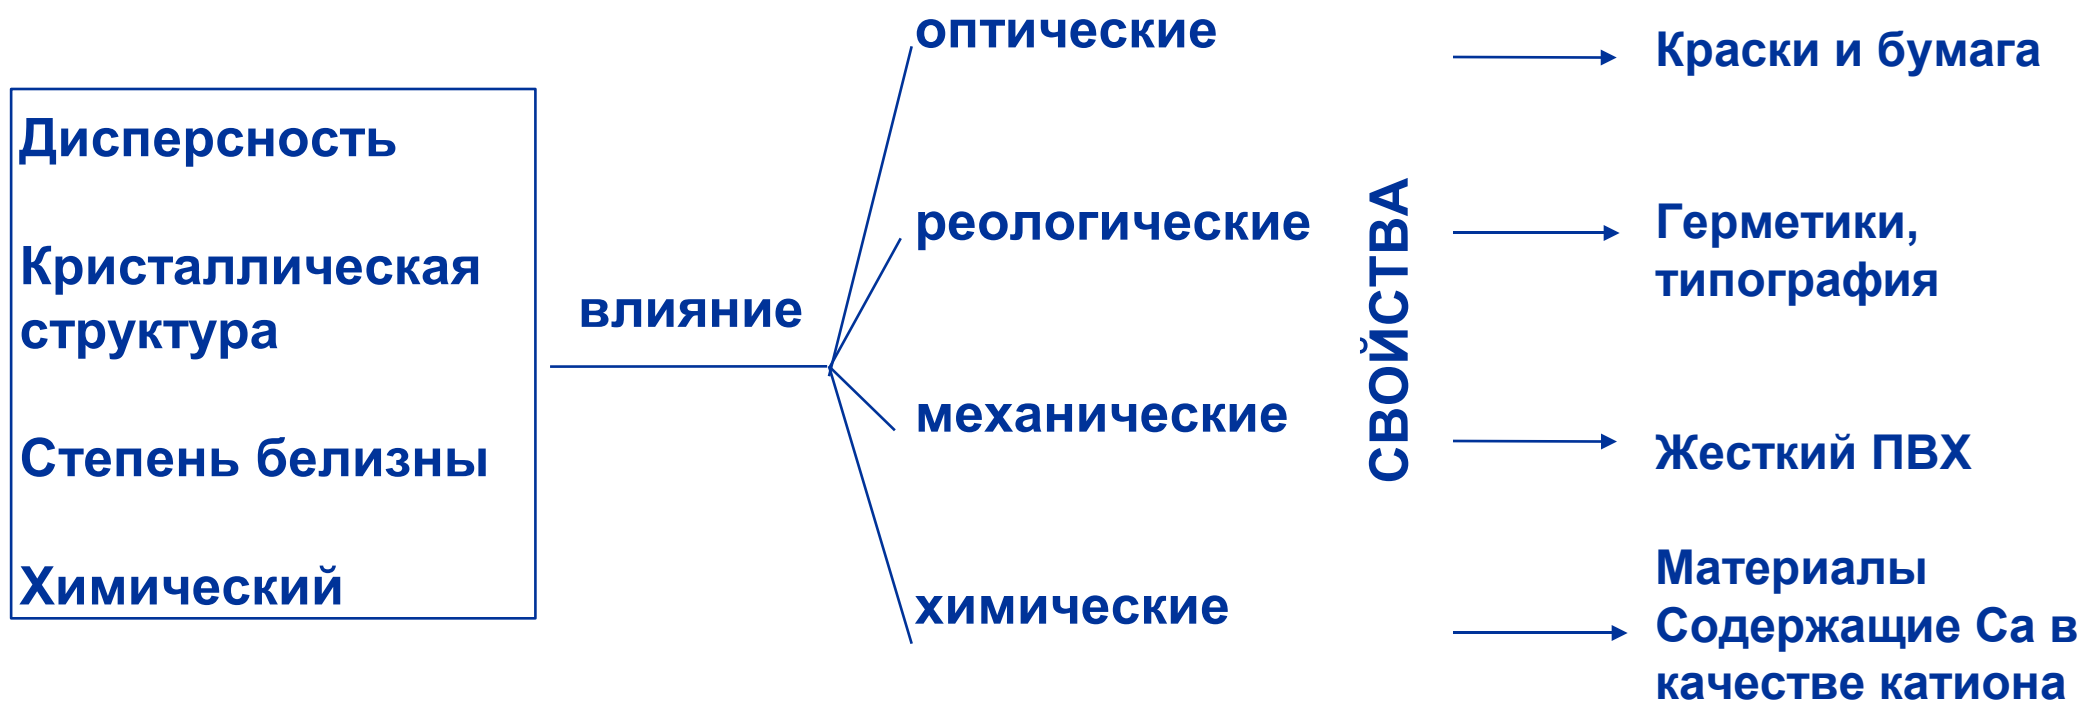 Дисперсность
Кристаллическая
структура
Степень белизны
Химический
влияние
оптические
реологические
механические
химические
СВОЙСТВА
Краски и бумага
Герметики,
типография
Жесткий ПВХ
Материалы
Содержащие Са в
качестве катиона